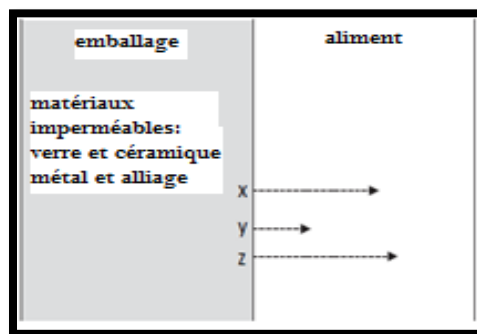 emballage
aliment
matériaux
imperméables:
verre et céramique
métal et alliage
x
y
z